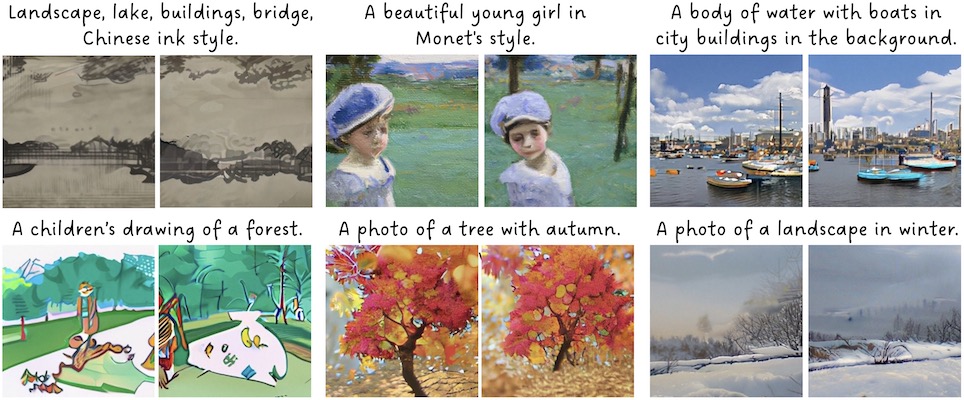 Landscape, lake, buildings, bridge,
Chinese ink style.
A beautiful young girl in
Monet's style.
A body of water with boats in
city buildings in the background.
A children's drawing of a forest.
A photo of a tree with autumn.
A photo of a landscape in winter.